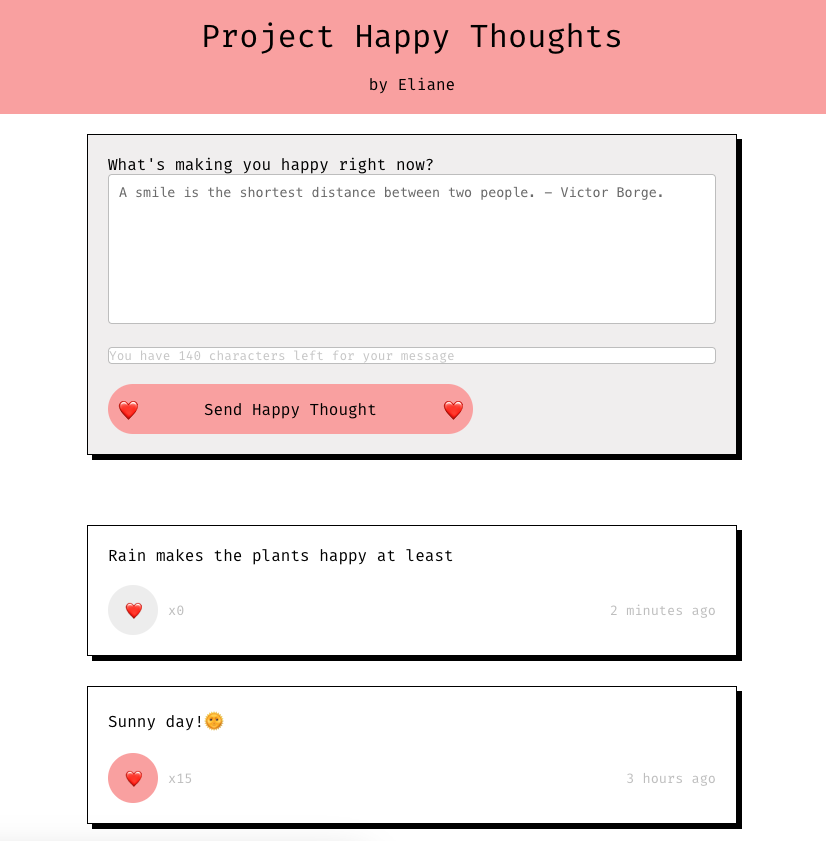 Project Happy Thoughts
by Eliane
What's making you happy right now?
A smile is the shortest distance between two people. – Victor Borge.
You have 140 characters left for your message
❤️ Send Happy Thought ❤️
Rain makes the plants happy at least
❤️ x0 2 minutes ago
Sunny day!🌞
❤️ x15 3 hours ago